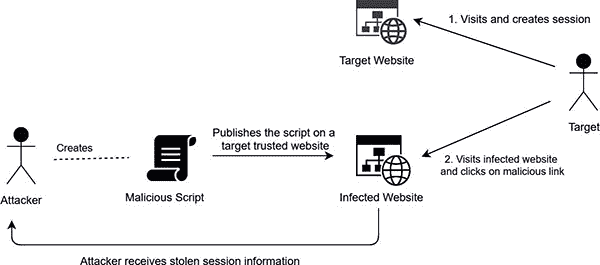 1. Visits and creates session
Target Website
Target
Creates
Publishes the script on a
target trusted website
2. Visits infected website
and clicks on malicious link
Attacker
Malicious Script
Infected Website
Attacker receives stolen session information